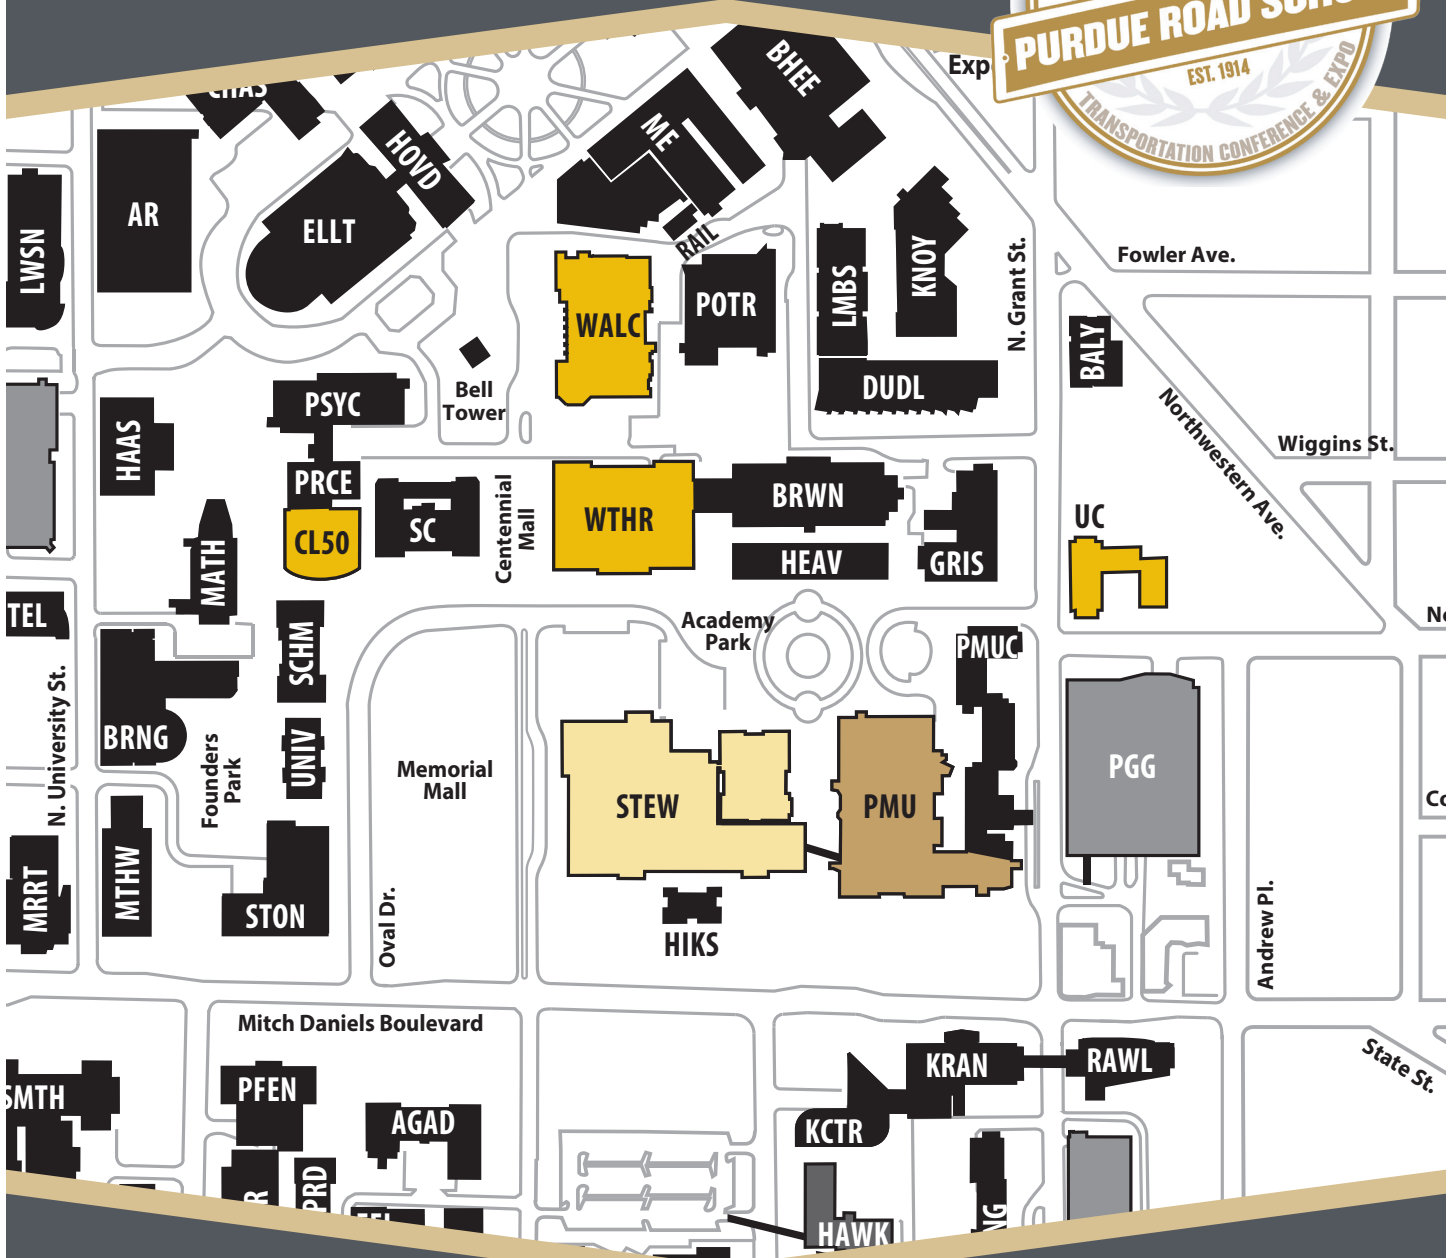 PURDUE ROAD
EST. 1914
TRANSPORTATION CONFERENCE & EXPO
BHEE
CHAS
ME
HOVD
AR
ELLT
LWSN
RAIL
KNOY
LMBS
N. Grant St.
Fowler Ave.
POTR
WALC
BALY
Bell
Tower
PSYC
DUDL
HAAS
Northwestern Ave.
Wiggins St.
PRCE
SC
Centennial
Mall
WTHR
BRWN
UC
CL50
MATH
HEAV
GRIS
TEL
SCHM
Academy
Park
PMUC
N. University St.
BRNG
Founders
Park
UNIV
Memorial
Mall
STEW
PMU
PGG
MRRT
MTHW
STON
Oval Dr.
HIKS
Andrew Pl.
Mitch Daniels Boulevard
State St.
SMTH
PFEN
AGAD
KRAN
RAWL
KCTR
PRD
HAWK